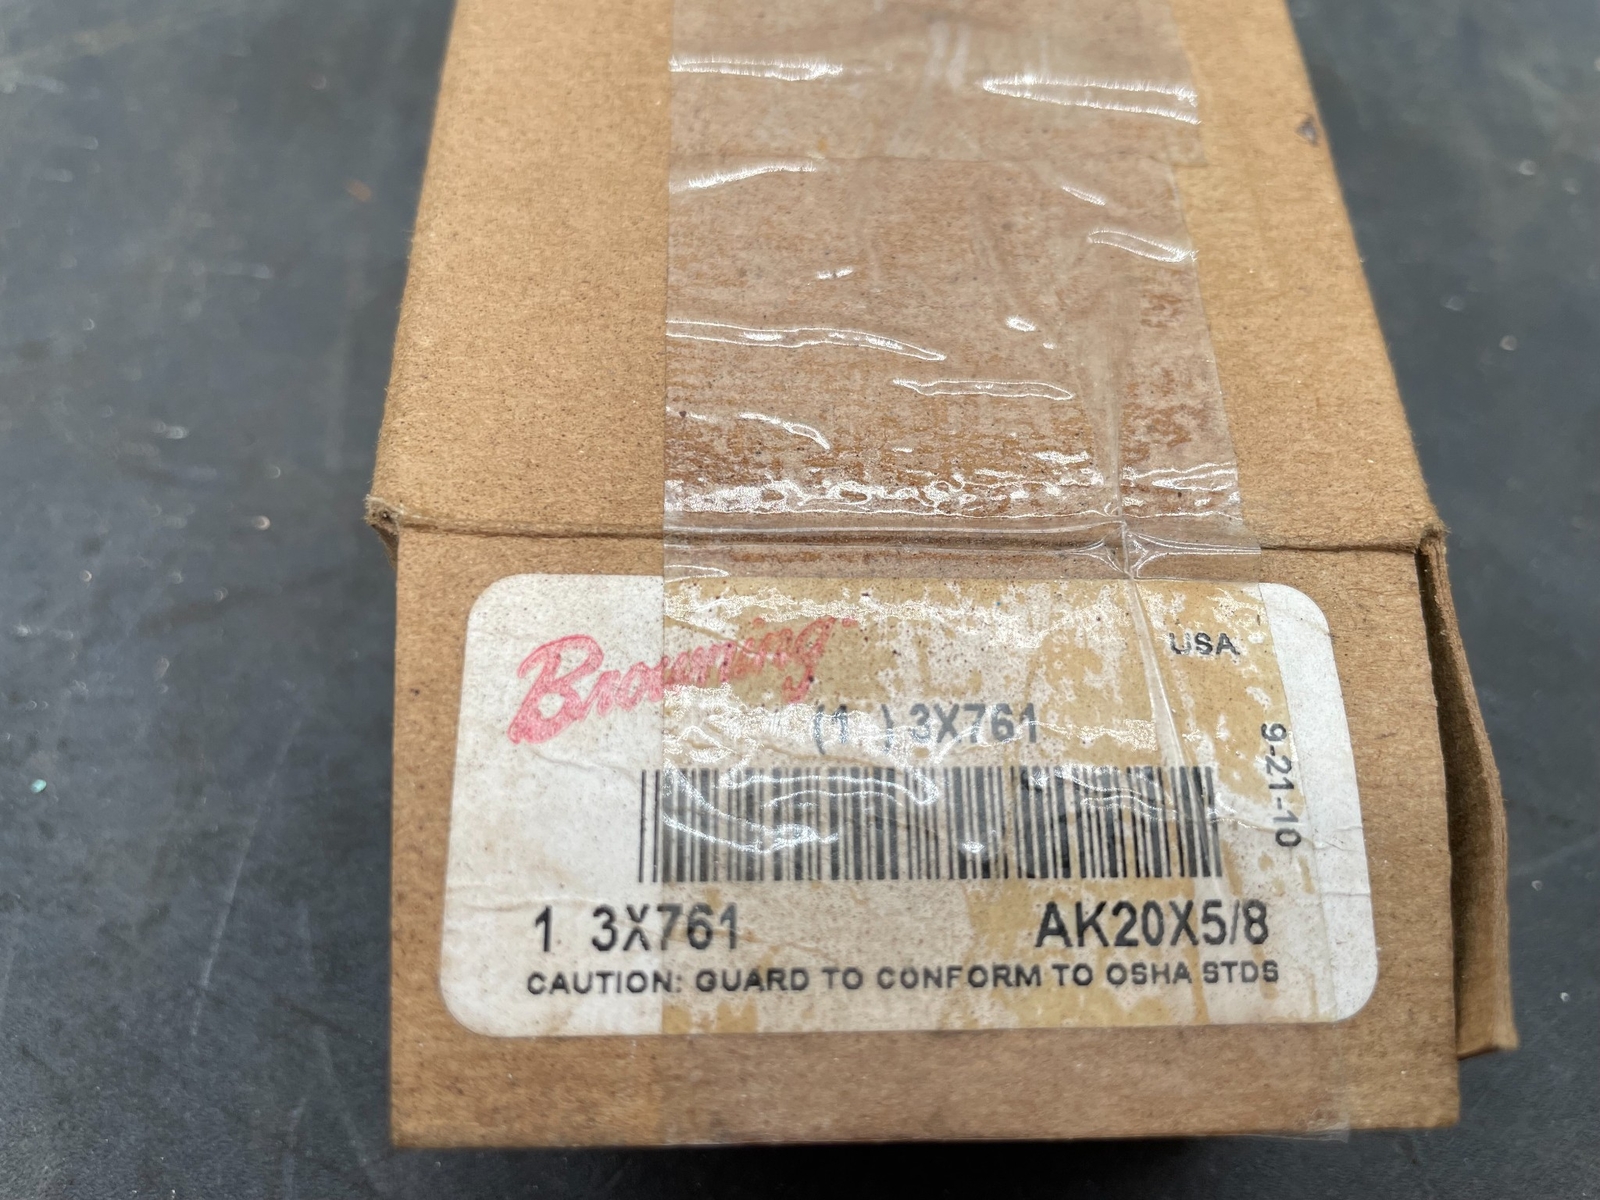 Browning
USA
(1 ) 3X761
9-21-10
1 3X761
AK20X5/8
CAUTION: GUARD TO CONFORM TO OSHA STDS